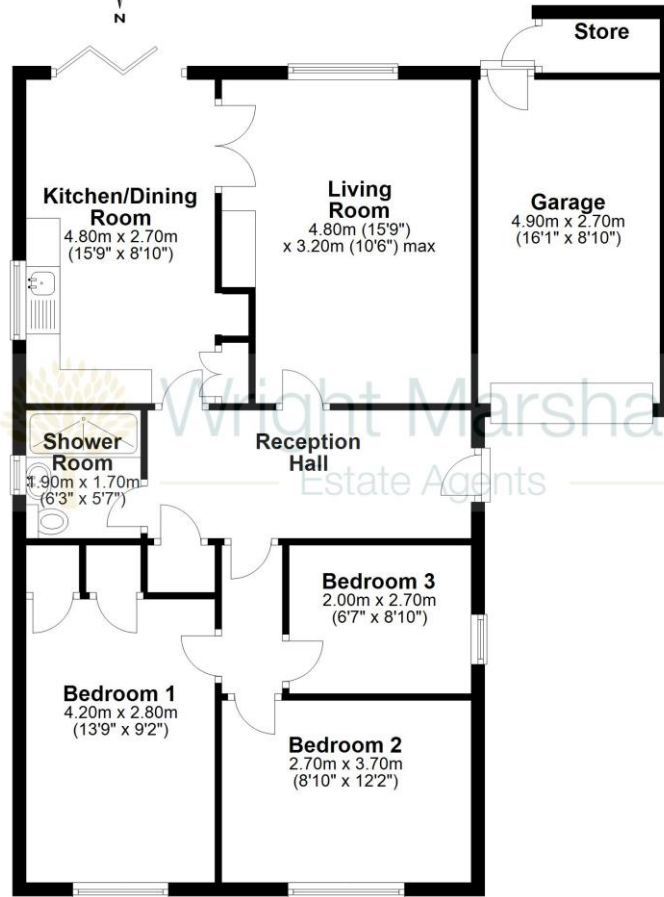 N
Store
Kitchen/Dining
Room
4.80m x 2.70m
(15'9" x 8'10")
Living
Room
4.80m (15'9")
x 3.20m (10'6") max
Garage
4.90m x 2.70m
(16'1" x 8'10")
Wright Marsha
Estate Agents
Shower
Room
1.90m x 1.70m
(6'3" x 5'7")
Reception
Hall
Bedroom 3
2.00m x 2.70m
(6'7" x 8'10")
Bedroom 1
4.20m x 2.80m
(13'9" x 9'2")
Bedroom 2
2.70m x 3.70m
(8'10" x 12'2")